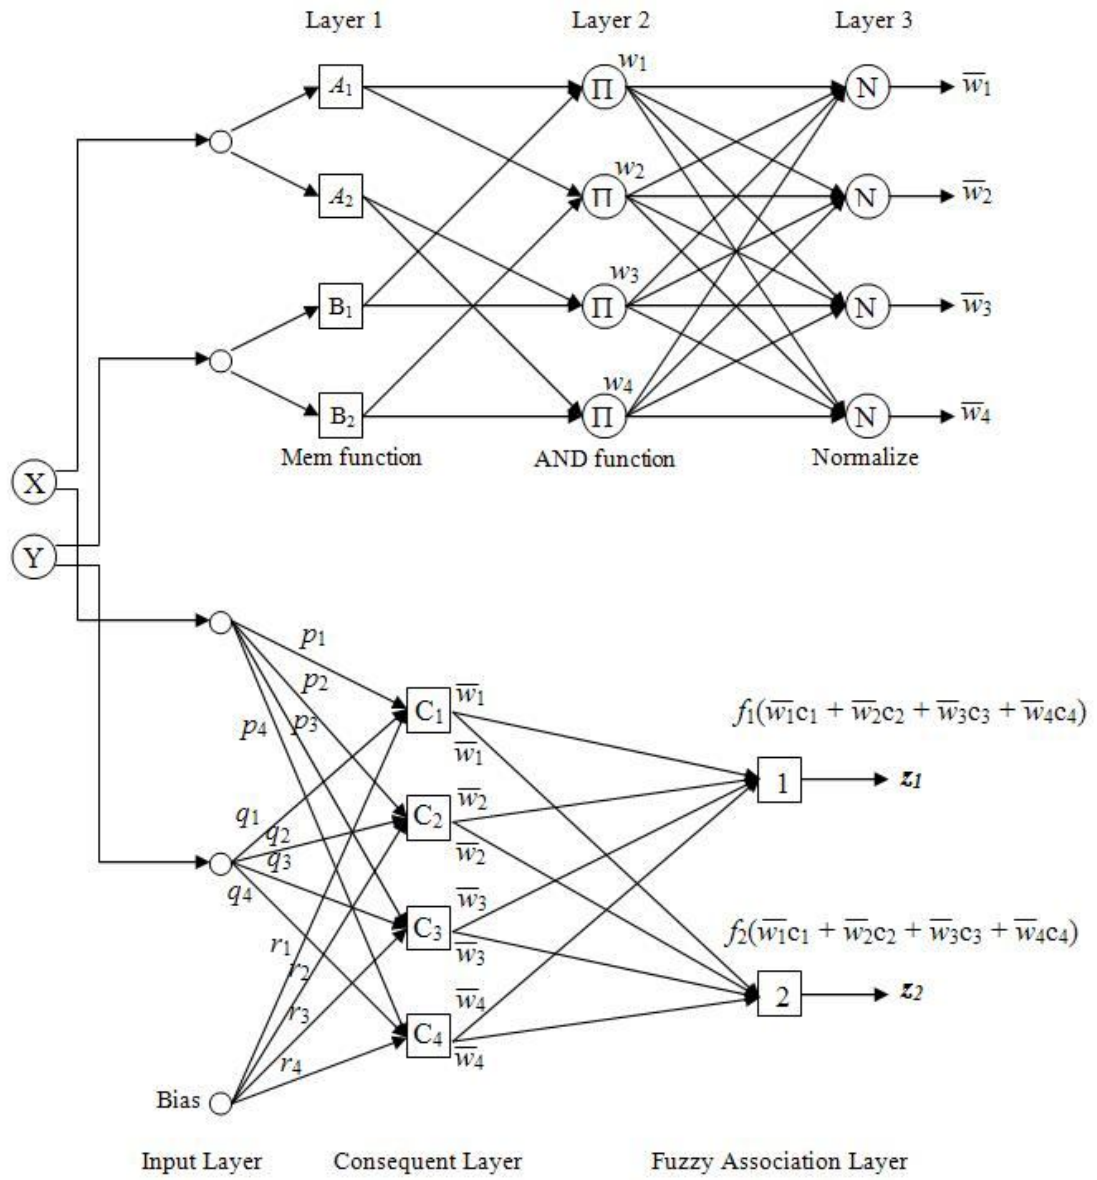 Layer 1 Layer 2 Layer 3
A1 Π w1 N w̅1
A2 Π w2 N w̅2
B1 Π w3 N w̅3
B2 Π w4 N w̅4
Mem function AND function Normalize
X
Y
p1
p2
p3
p4
C1 w̅1
w̅1
f1(w̅1c1 + w̅2c2 + w̅3c3 + w̅4c4)
1 z1
q1
q2
q3
q4
C2 w̅2
w̅2
C3 w̅3
w̅3
f2(w̅1c1 + w̅2c2 + w̅3c3 + w̅4c4)
2 z2
r1
r2
r3
r4
C4 w̅4
w̅4
Bias
Input Layer Consequent Layer Fuzzy Association Layer